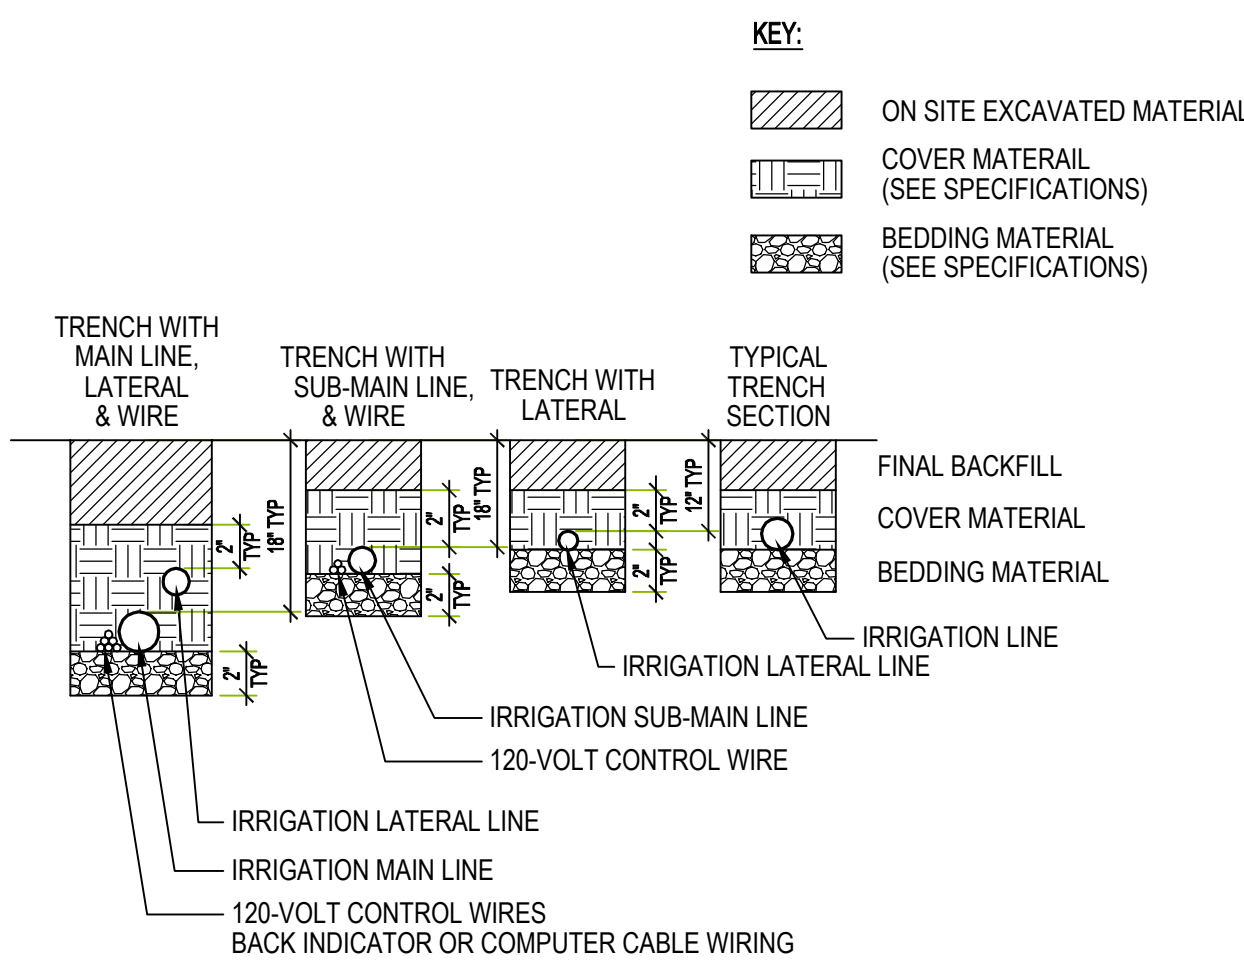 KEY:
ON SITE EXCAVATED MATERIAL
COVER MATERAIL
(SEE SPECIFICATIONS)
BEDDING MATERIAL
(SEE SPECIFICATIONS)
TRENCH WITH
MAIN LINE,
LATERAL
& WIRE
TRENCH WITH
SUB-MAIN LINE,
& WIRE
TRENCH WITH
LATERAL
TYPICAL
TRENCH
SECTION
2"
TYP
18" TYP
2"
TYP
2"
TYP
18" TYP
2"
TYP
2"
TYP
2"
TYP
12" TYP
FINAL BACKFILL
COVER MATERIAL
BEDDING MATERIAL
IRRIGATION LINE
IRRIGATION LATERAL LINE
IRRIGATION SUB-MAIN LINE
120-VOLT CONTROL WIRE
IRRIGATION LATERAL LINE
IRRIGATION MAIN LINE
120-VOLT CONTROL WIRES
BACK INDICATOR OR COMPUTER CABLE WIRING